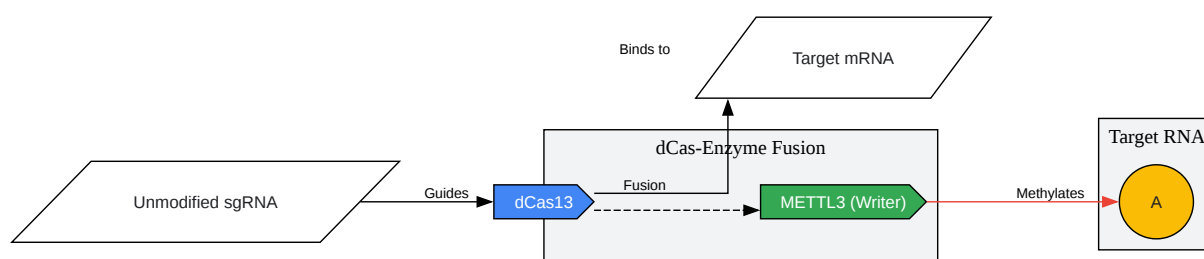 Binds to
Target mRNA
Target RNA
dCas-Enzyme Fusion
Unmodified sgRNA
Guides
dCas13
Fusion
METTL3 (Writer)
Methylates
A